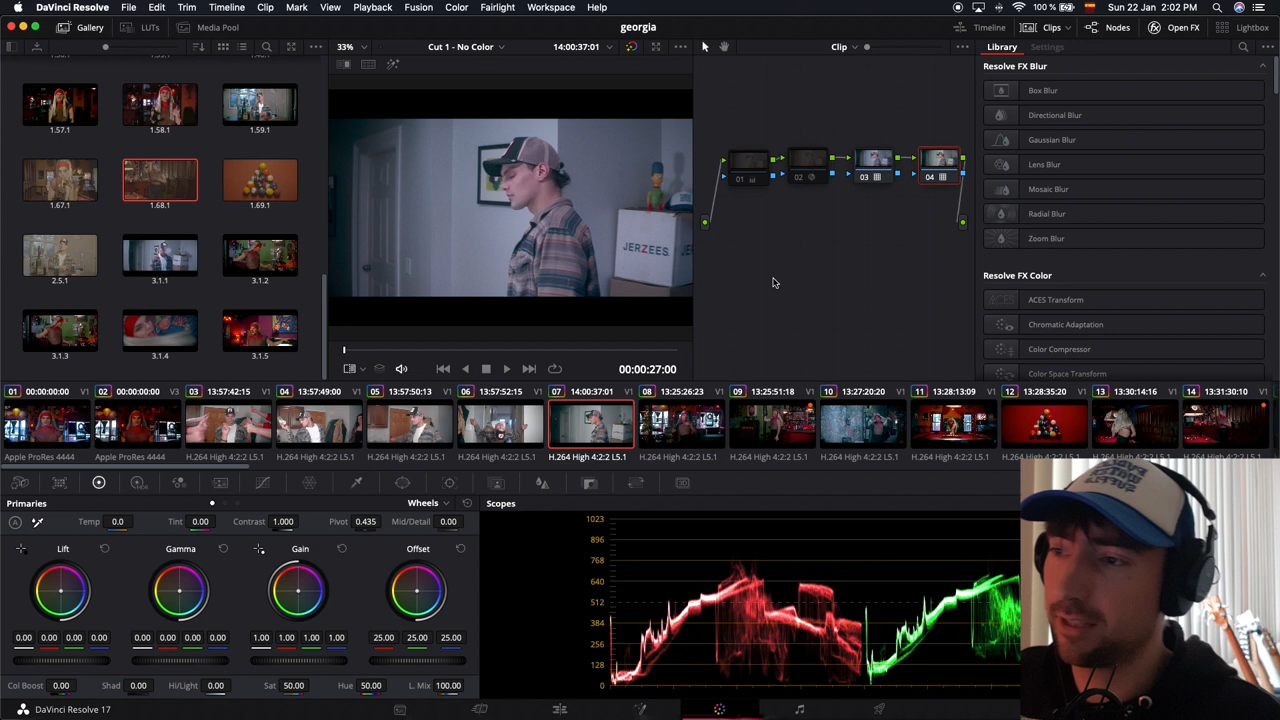 DaVinci Resolve File Edit Trim Timeline Clip Mark View Playback Fusion Color Fairlight Workspace Help 100 % Sun 22 Jan 2:02 PM
Gallery LUTs Media Pool georgia Timeline Clips Nodes Open FX Lightbox
33% Cut 1 - No Color 14:00:37:01 Clip Library Settings
Resolve FX Blur
Box Blur
Directional Blur
Gaussian Blur
Lens Blur
Mosaic Blur
Radial Blur
Zoom Blur
Resolve FX Color
ACES Transform
Chromatic Adaptation
Color Compressor
Color Space Transform
1.57.1 1.58.1 1.59.1
1.67.1 1.68.1 1.69.1
2.5.1 3.1.1 3.1.2
3.1.3 3.1.4 3.1.5
JERZEES
01 02 03 04
00:00:27:00
01 00:00:00:00 V1 02 00:00:00:00 V3 03 13:57:42:15 V1 04 13:57:49:00 V1 05 13:57:50:13 V1 06 13:57:52:15 V1 07 14:00:37:01 V1 08 13:25:26:23 V1 09 13:25:51:18 V1 10 13:27:20:20 V1 11 13:28:13:09 V1 12 13:28:35:20 V1 13 13:30:14:16 V1 14 13:31:30:10 V1
Apple ProRes 4444 Apple ProRes 4444 H.264 High 4:2:2 L5.1 H.264 High 4:2:2 L5.1 H.264 High 4:2:2 L5.1 H.264 High 4:2:2 L5.1 H.264 High 4:2:2 L5.1 H.264 High 4:2:2 L5.1 H.264 High 4:2:2 L5.1 H.264 High 4:2:2 L5.1 H.264 High 4:2:2 L5.1 H.264 High 4:2:2 L5.1 H.264 High 4:2:2 L5.1 H.264 High 4:2:2 L5.1
Primaries Wheels Scopes
A Temp 0.0 Tint 0.00 Contrast 1.000 Pivot 0.435 Mid/Detail 0.00
Lift Gamma Gain Offset
0.00 0.00 0.00 0.00 0.00 0.00 0.00 0.00 1.00 1.00 1.00 1.00 25.00 25.00 25.00
Col Boost 0.00 Shad 0.00 Hi/Light 0.00 Sat 50.00 Hue 50.00 L. Mix 100.00
1023
896
768
640
512
384
256
128
0
DaVinci Resolve 17